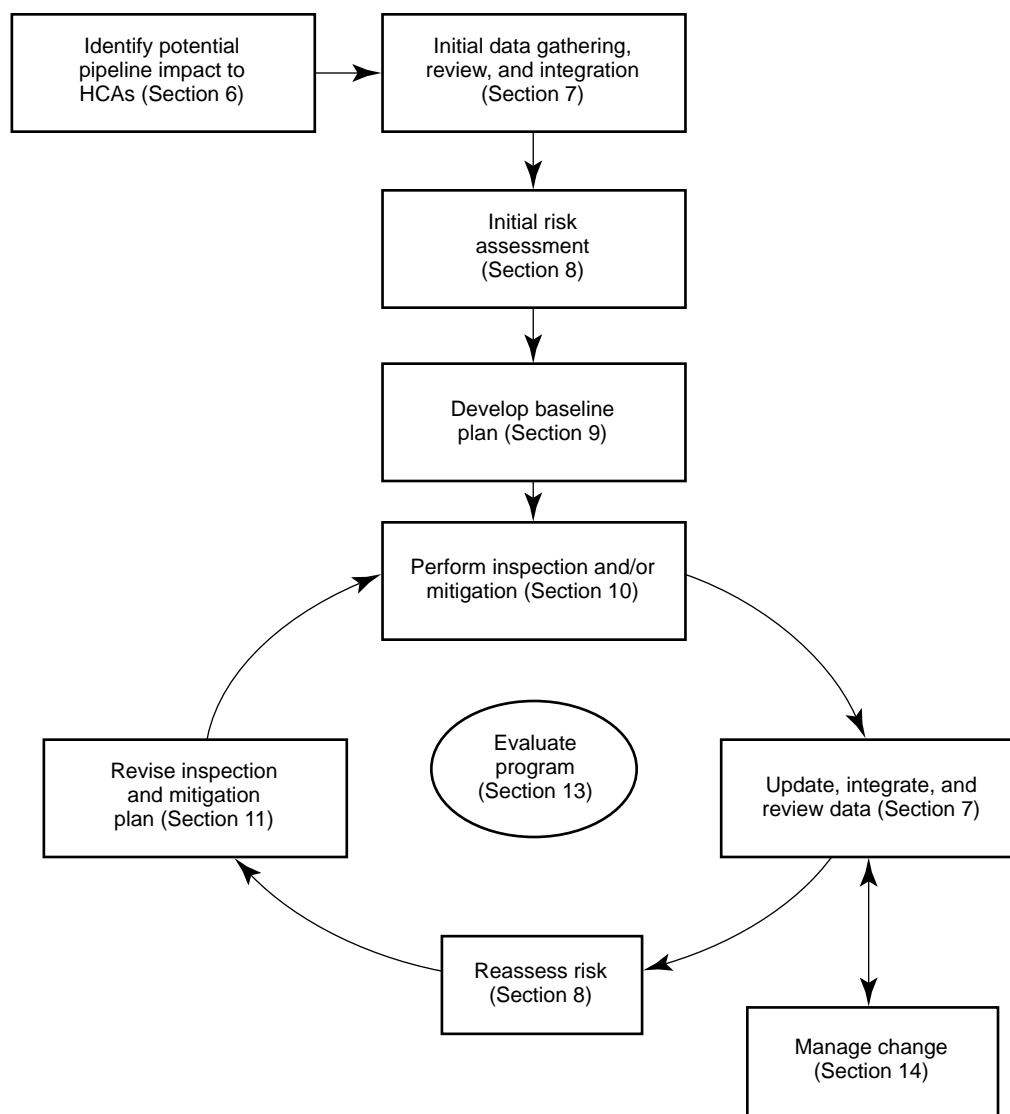 Identify potential
pipeline impact to
HCAs (Section 6)
Initial data gathering,
review, and integration
(Section 7)
Initial risk
assessment
(Section 8)
Develop baseline
plan (Section 9)
Perform inspection and/or
mitigation (Section 10)
Evaluate
program
(Section 13)
Revise inspection
and mitigation
plan (Section 11)
Update, integrate, and
review data (Section 7)
Reassess risk
(Section 8)
Manage change
(Section 14)